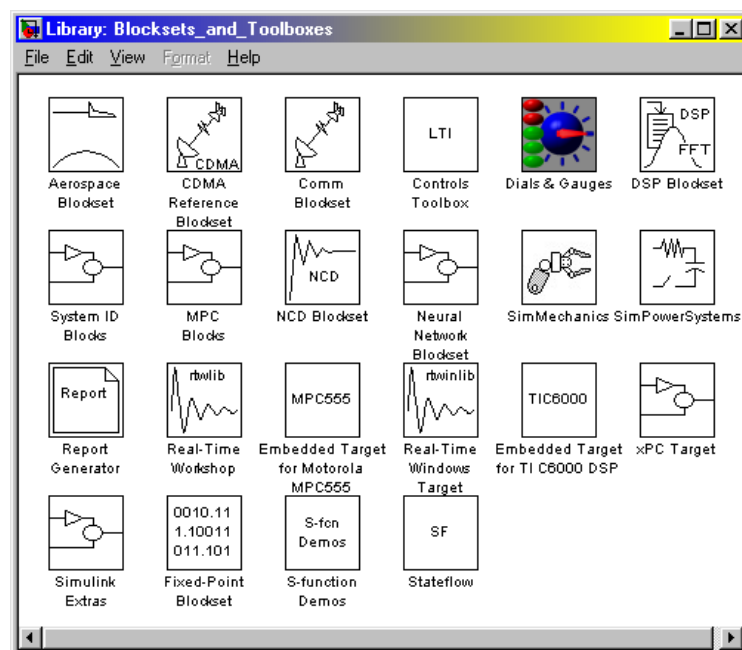 Library: Blocksets_and_Toolboxes
File Edit View Format Help
CDMA
LTI
DSP
FFT
Aerospace
Blockset
CDMA
Reference
Blockset
Comm
Blockset
Controls
Toolbox
Dials & Gauges
DSP Blockset
NCD
System ID
Blocks
MPC
Blocks
NCD Blockset
Neural
Network
Blockset
SimMechanics
SimPowerSystems
Report
rtwlib
MPC555
rtwinlib
TIC6000
Report
Generator
Real-Time
Workshop
Embedded Target
for Motorola
MPC555
Real-Time
Windows
Target
Embedded Target
for TI C6000 DSP
xPC Target
0010.11
1.10011
011.101
S-fcn
Demos
SF
Simulink
Extras
Fixed-Point
Blockset
S-function
Demos
Stateflow